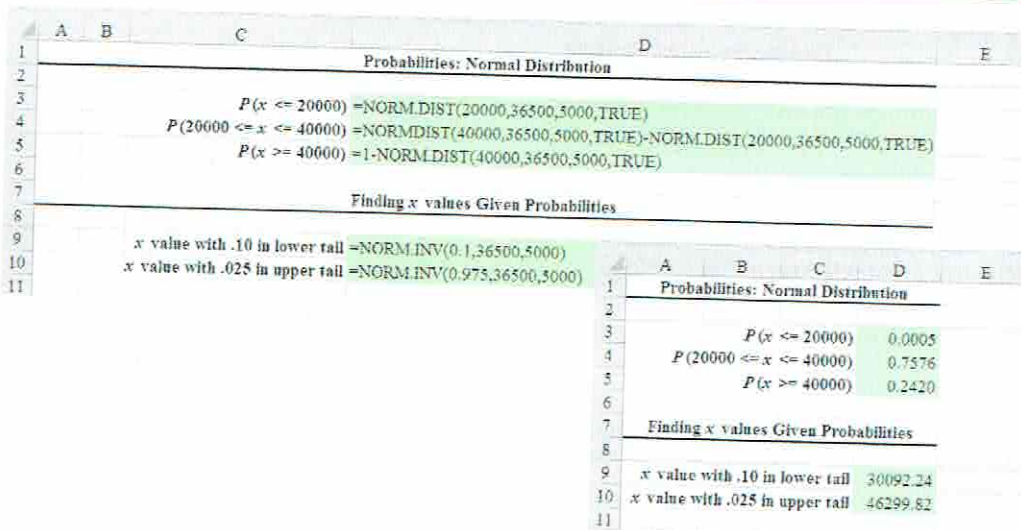 A B C D E
1 Probabilities: Normal Distribution
2
3 P(x <= 20000) =NORM.DIST(20000,36500,5000,TRUE)
4 P(20000 <= x <= 40000) =NORMDIST(40000,36500,5000,TRUE)-NORM.DIST(20000,36500,5000,TRUE)
5 P(x >= 40000) =1-NORM.DIST(40000,36500,5000,TRUE)
6
7 Finding x values Given Probabilities
8
9 x value with .10 in lower tail =NORM.INV(0.1,36500,5000)
10 x value with .025 in upper tail =NORM.INV(0.975,36500,5000)
11
A B C D E
1 Probabilities: Normal Distribution
2
3 P(x <= 20000) 0.0005
4 P(20000 <= x <= 40000) 0.7576
5 P(x >= 40000) 0.2420
6
7 Finding x values Given Probabilities
8
9 x value with .10 in lower tail 30092.24
10 x value with .025 in upper tail 46299.82
11